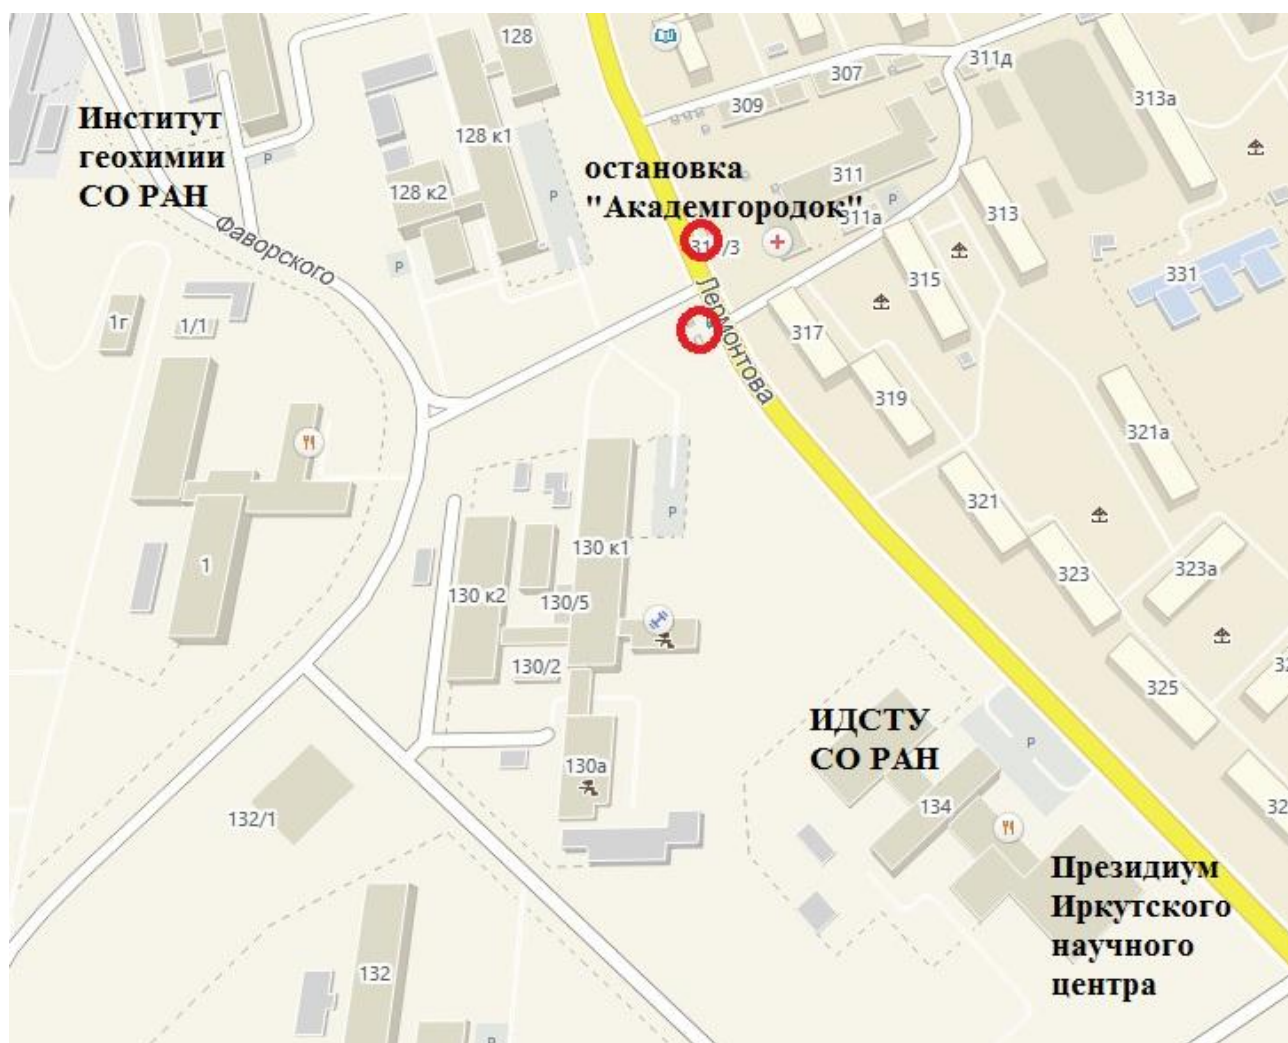 128
311д
307
309
313а
Институт
геохимии
СО РАН
128 к1
Р
остановка
"Академгородок"
311
128 к2
Р
Р
311а
313
Фаворского
Р
315
331
1г
1/1
Лермонтова
317
319
321а
321
Р
130 к1
323
323а
1
130 к2
130/5
130/2
325
ИДСТУ
СО РАН
Р
130а
134
132/1
Президиум
Иркутского
научного
центра
132
Р